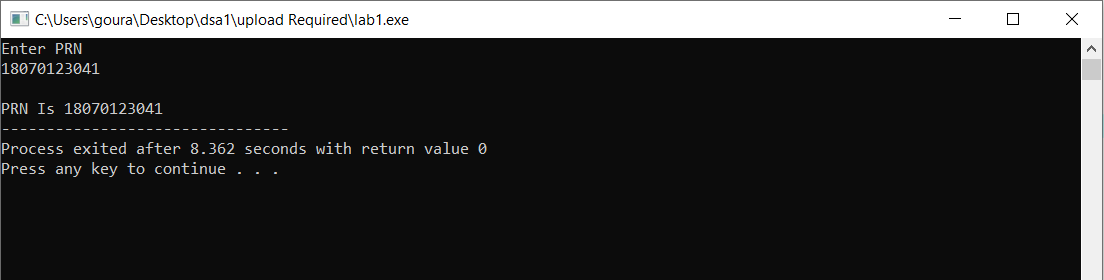 C:\Users\goura\Desktop\dsa1\upload Required\lab1.exe
Enter PRN
18070123041
PRN Is 18070123041
--------------------------------
Process exited after 8.362 seconds with return value 0
Press any key to continue . . .